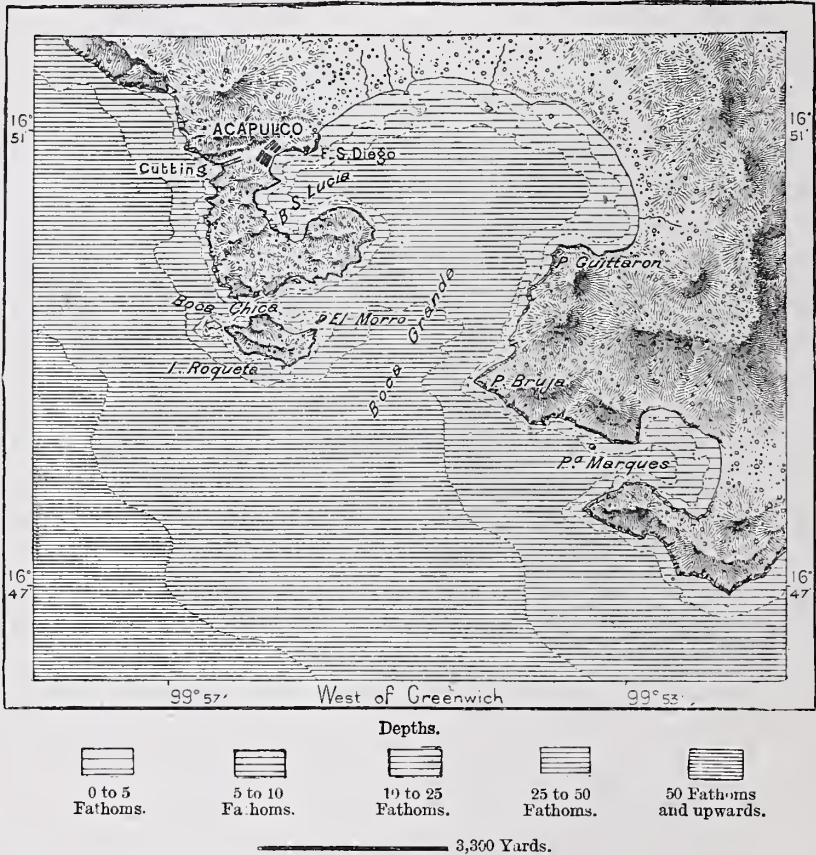 16°
51'
16°
51'
ACAPULCO
F. S. Diego
Cutting
B. S. Lucia
P. Guittaron
Boca Chica
El Morro
Boca Grande
I. Roqueta
P. Bruja
Pº Marques
16°
47'
16°
47'
99° 57' West of Greenwich 99° 53'
Depths.
0 to 5 5 to 10 10 to 25 25 to 50 50 Fathoms
Fathoms. Fathoms. Fathoms. Fathoms. and upwards.
3,300 Yards.